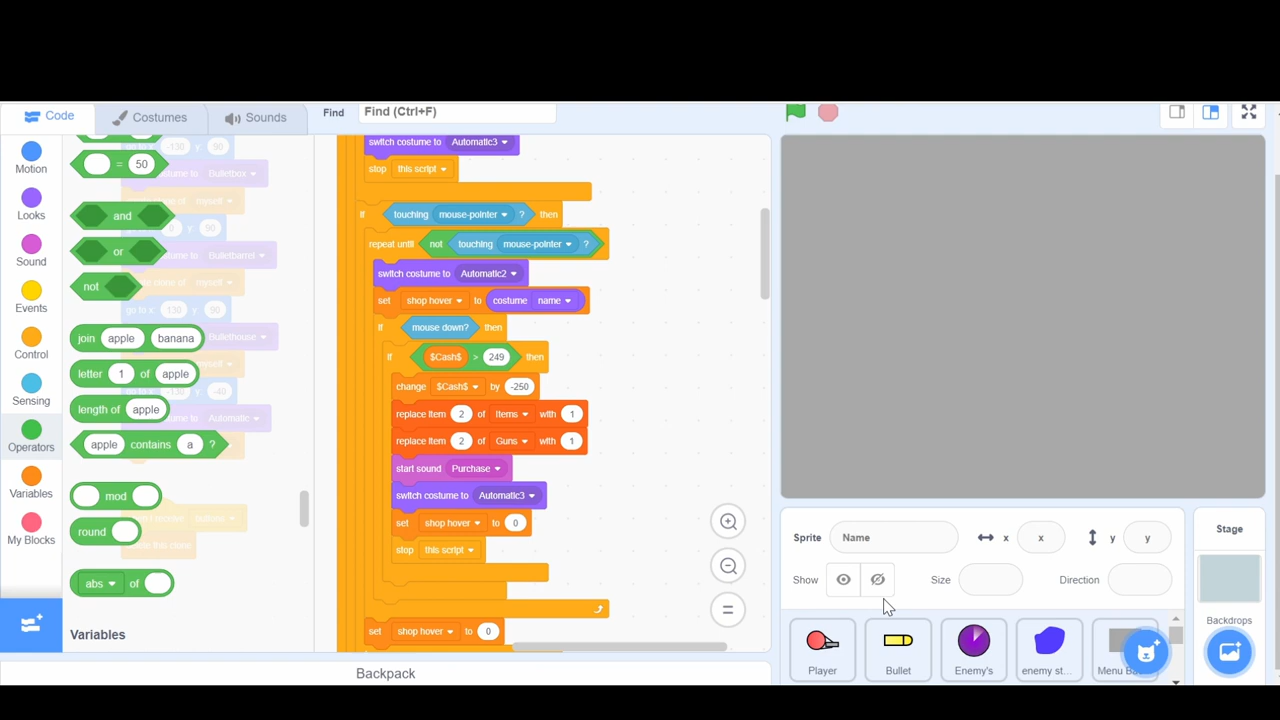 Code
Costumes
Sounds
Find
Find (Ctrl+F)
Motion
Looks
Sound
Events
Control
Sensing
Operators
Variables
My Blocks
= 50
and
or
not
join apple banana
letter 1 of apple
length of apple
apple contains a ?
mod
round
abs of
Variables
switch costume to Automatic3
stop this script
if touching mouse-pointer ? then
repeat until not touching mouse-pointer ?
switch costume to Automatic2
set shop hover to costume name
if mouse down? then
if $Cash$ > 249 then
change $Cash$ by -250
replace item 2 of Items with 1
replace item 2 of Guns with 1
start sound Purchase
switch costume to Automatic3
set shop hover to 0
stop this script
set shop hover to 0
Backpack
Sprite Name x x y y
Show Size Direction
Player
Bullet
Enemy's
enemy st...
Stage
Backdrops